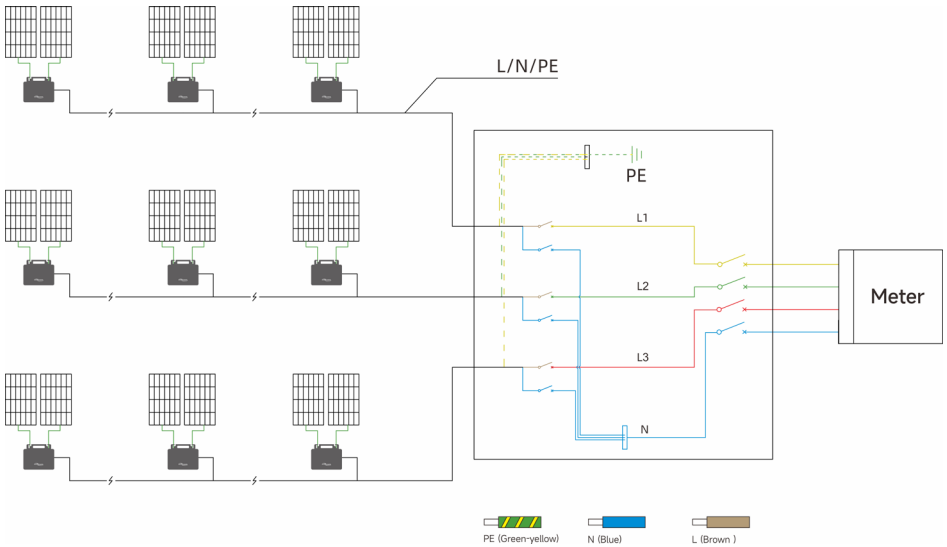 L/N/PE
PE
L1
L2
Meter
L3
N
PE (Green-yellow)
N (Blue)
L (Brown )